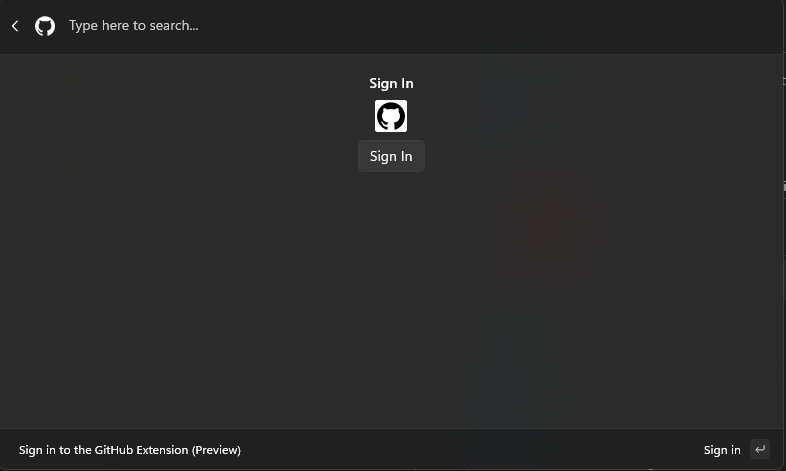 Type here to search...
Sign In
Sign In
Sign in to the GitHub Extension (Preview)
Sign in